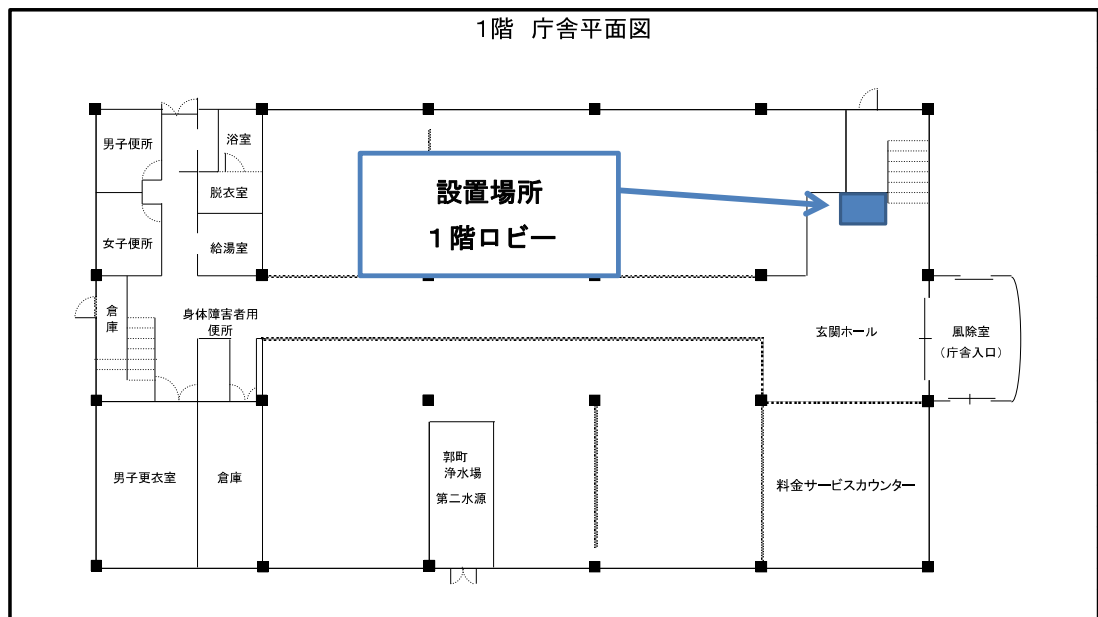 1階 庁舎平面図
男子便所
浴室
脱衣室
設置場所
1階ロビー
女子便所
給湯室
倉
庫
身体障害者用
便所
玄関ホール
風除室
（庁舎入口）
男子更衣室
倉庫
郭町
浄水場
第二水源
料金サービスカウンター